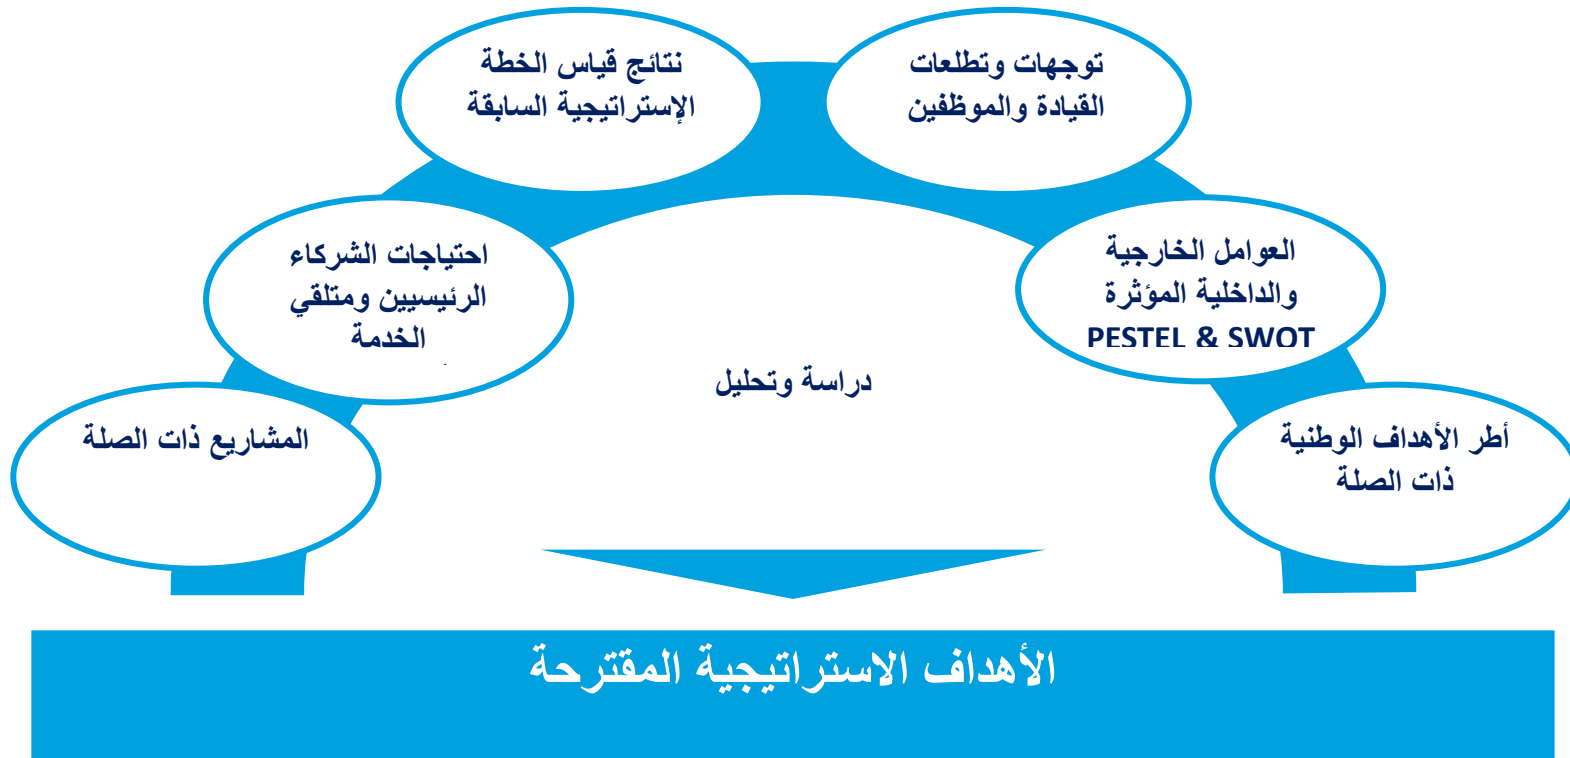 توجهات وتطلعات
القيادة والموظفين
نتائج قياس الخطة
الإستراتيجية السابقة
العوامل الخارجية
والداخلية المؤثرة
PESTEL & SWOT
احتياجات الشركاء
الرئيسيين ومتلقي
الخدمة
دراسة وتحليل
أطر الأهداف الوطنية
ذات الصلة
المشاريع ذات الصلة
الأهداف الاستراتيجية المقترحة